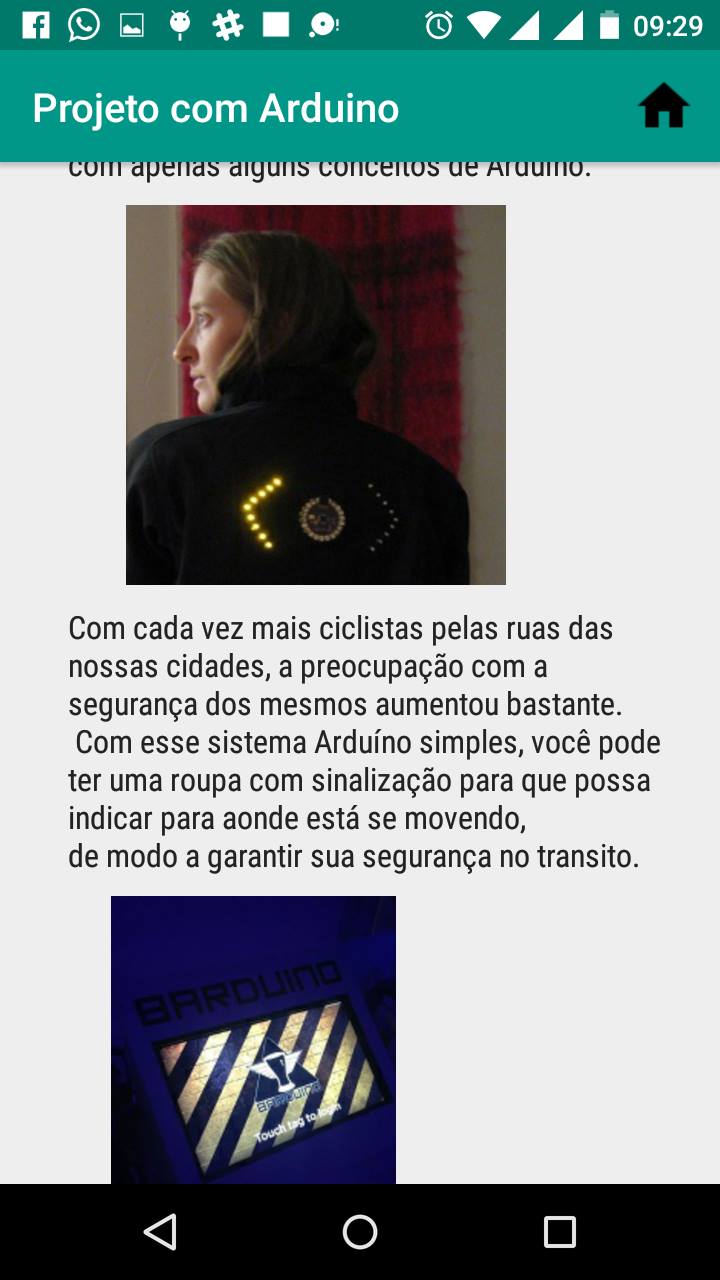 09:29
Projeto com Arduino
com apenas alguns conceitos de Arduino.
Com cada vez mais ciclistas pelas ruas das
nossas cidades, a preocupação com a
segurança dos mesmos aumentou bastante.
Com esse sistema Arduíno simples, você pode
ter uma roupa com sinalização para que possa
indicar para aonde está se movendo,
de modo a garantir sua segurança no transito.
BARDUINO
BARDUINO
Touch tag to login